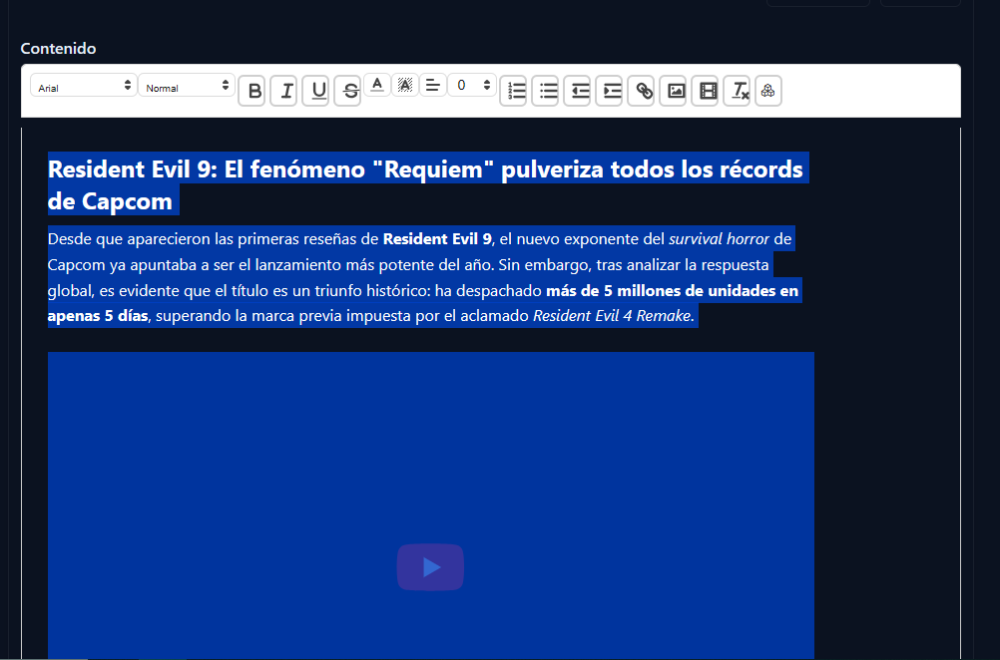 Contenido
Arial Normal B I U S A A 0
Resident Evil 9: El fenómeno "Requiem" pulveriza todos los récords
de Capcom
Desde que aparecieron las primeras reseñas de Resident Evil 9, el nuevo exponente del survival horror de
Capcom ya apuntaba a ser el lanzamiento más potente del año. Sin embargo, tras analizar la respuesta
global, es evidente que el título es un triunfo histórico: ha despachado más de 5 millones de unidades en
apenas 5 días, superando la marca previa impuesta por el aclamado Resident Evil 4 Remake.